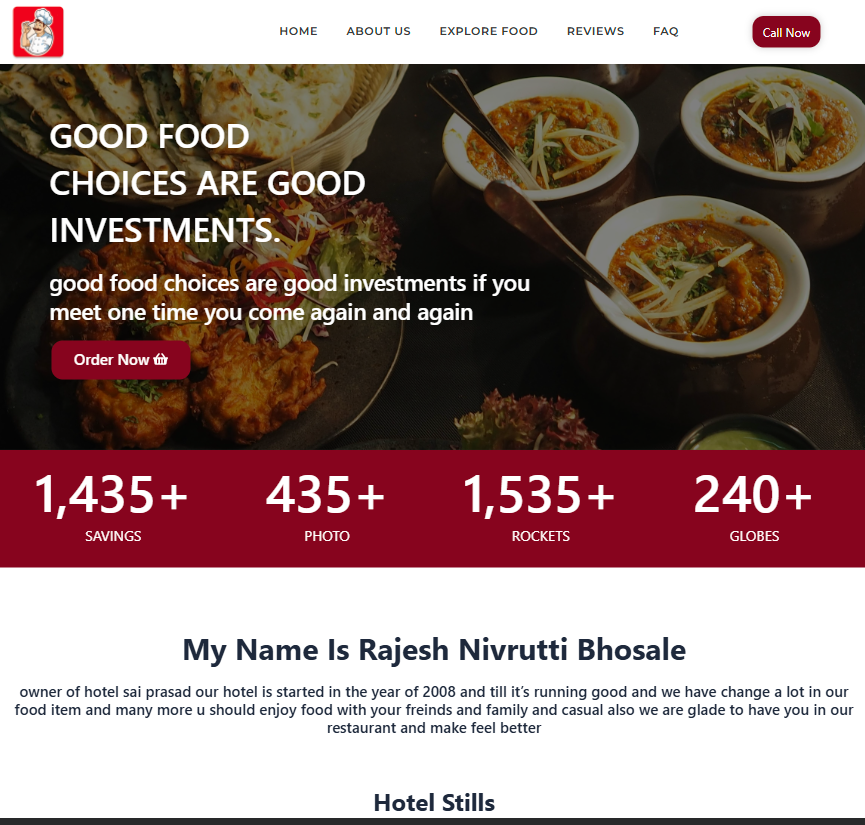 HOME ABOUT US EXPLORE FOOD REVIEWS FAQ Call Now
GOOD FOOD
CHOICES ARE GOOD
INVESTMENTS.
good food choices are good investments if you
meet one time you come again and again
Order Now
1,435+ 435+ 1,535+ 240+
SAVINGS PHOTO ROCKETS GLOBES
My Name Is Rajesh Nivrutti Bhosale
owner of hotel sai prasad our hotel is started in the year of 2008 and till it’s running good and we have change a lot in our
food item and many more u should enjoy food with your freinds and family and casual also we are glade to have you in our
restaurant and make feel better
Hotel Stills